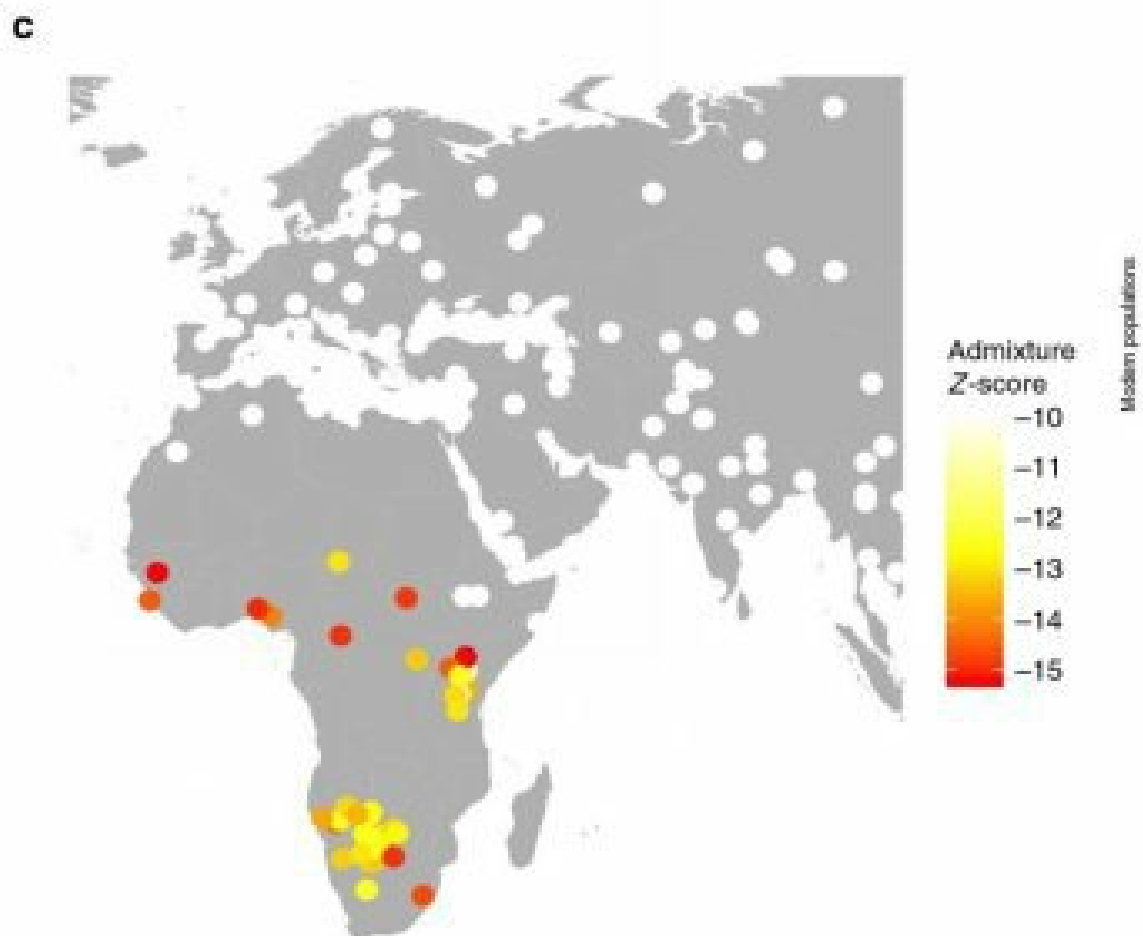 c
Admixture
Z-score
–10
–11
–12
–13
–14
–15
Modern populations